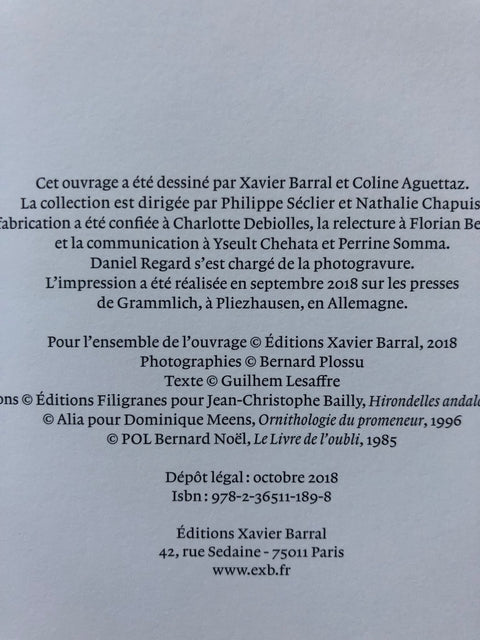 Cet ouvrage a été dessiné par Xavier Barral et Coline Aguettaz.
La collection est dirigée par Philippe Séclier et Nathalie Chapuis
fabrication a été confiée à Charlotte Debiolles, la relecture à Florian
et la communication à Yseult Chehata et Perrine Somma.
Daniel Regard s’est chargé de la photogravure.
L’impression a été réalisée en septembre 2018 sur les presses
de Grammlich, à Pliezhausen, en Allemagne.
Pour l’ensemble de l’ouvrage © Éditions Xavier Barral, 2018
Photographies © Bernard Plossu
Texte © Guilhem Lesaffre
© Éditions Filigranes pour Jean-Christophe Bailly, Hirondelles
© Alia pour Dominique Meens, Ornithologie du promeneur, 1996
© POL Bernard Noël, Le Livre de l’oubli, 1985
Dépôt légal : octobre 2018
Isbn : 978-2-36511-189-8
Éditions Xavier Barral
42, rue Sedaine - 75011 Paris
www.exb.fr